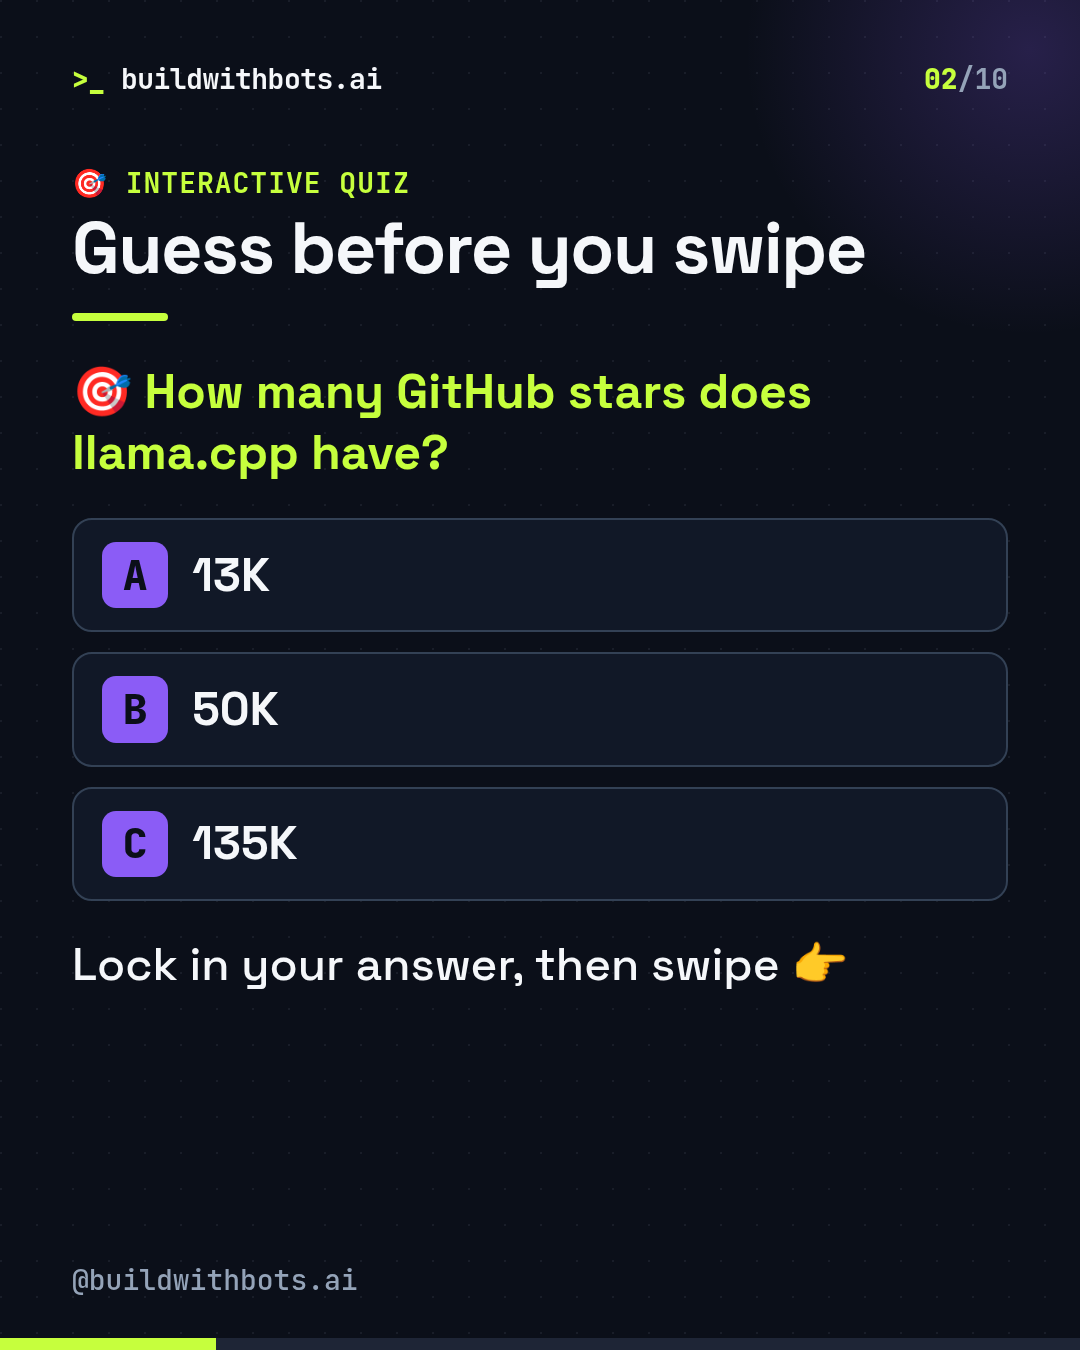 >_ buildwithbots.ai
02/10
🎯 INTERACTIVE QUIZ
Guess before you swipe
🎯 How many GitHub stars does
llama.cpp have?
A 13K
B 50K
C 135K
Lock in your answer, then swipe 👉
@buildwithbots.ai